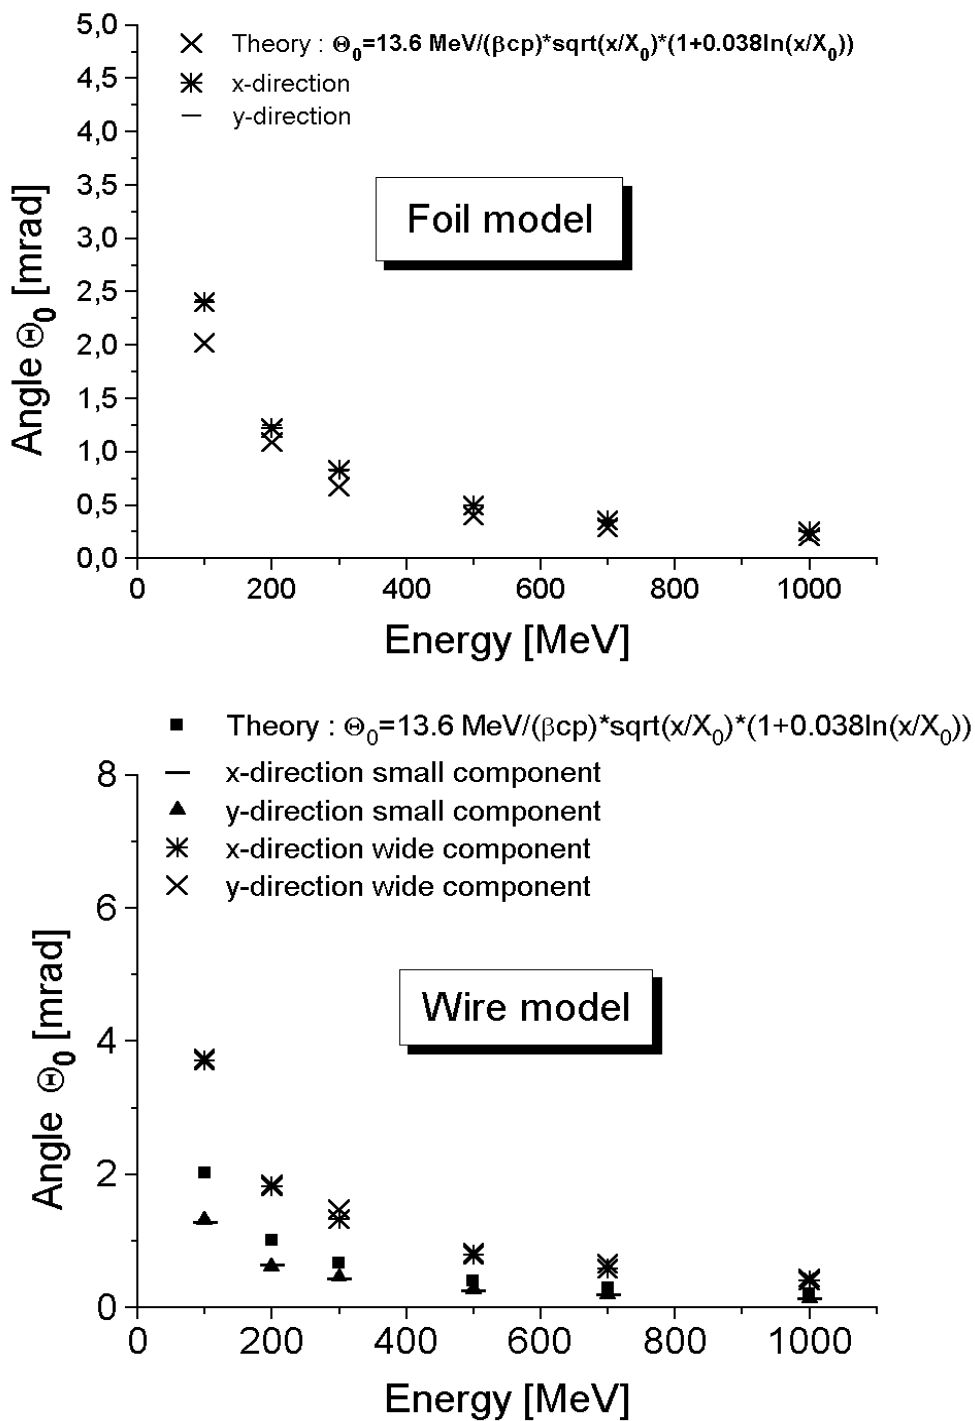 5,0
Theory : Θ0=13.6 MeV/(βcp)*sqrt(x/X0)*(1+0.038ln(x/X0))
4,5
x-direction
4,0
y-direction
3,5
Foil model
3,0
2,5
2,0
1,5
1,0
0,5
0,0
Angle Θ0 [mrad]
0 200 400 600 800 1000
Energy [MeV]
Theory : Θ0=13.6 MeV/(βcp)*sqrt(x/X0)*(1+0.038ln(x/X0))
8
x-direction small component
y-direction small component
x-direction wide component
y-direction wide component
6
Wire model
4
2
0
Angle Θ0 [mrad]
0 200 400 600 800 1000
Energy [MeV]